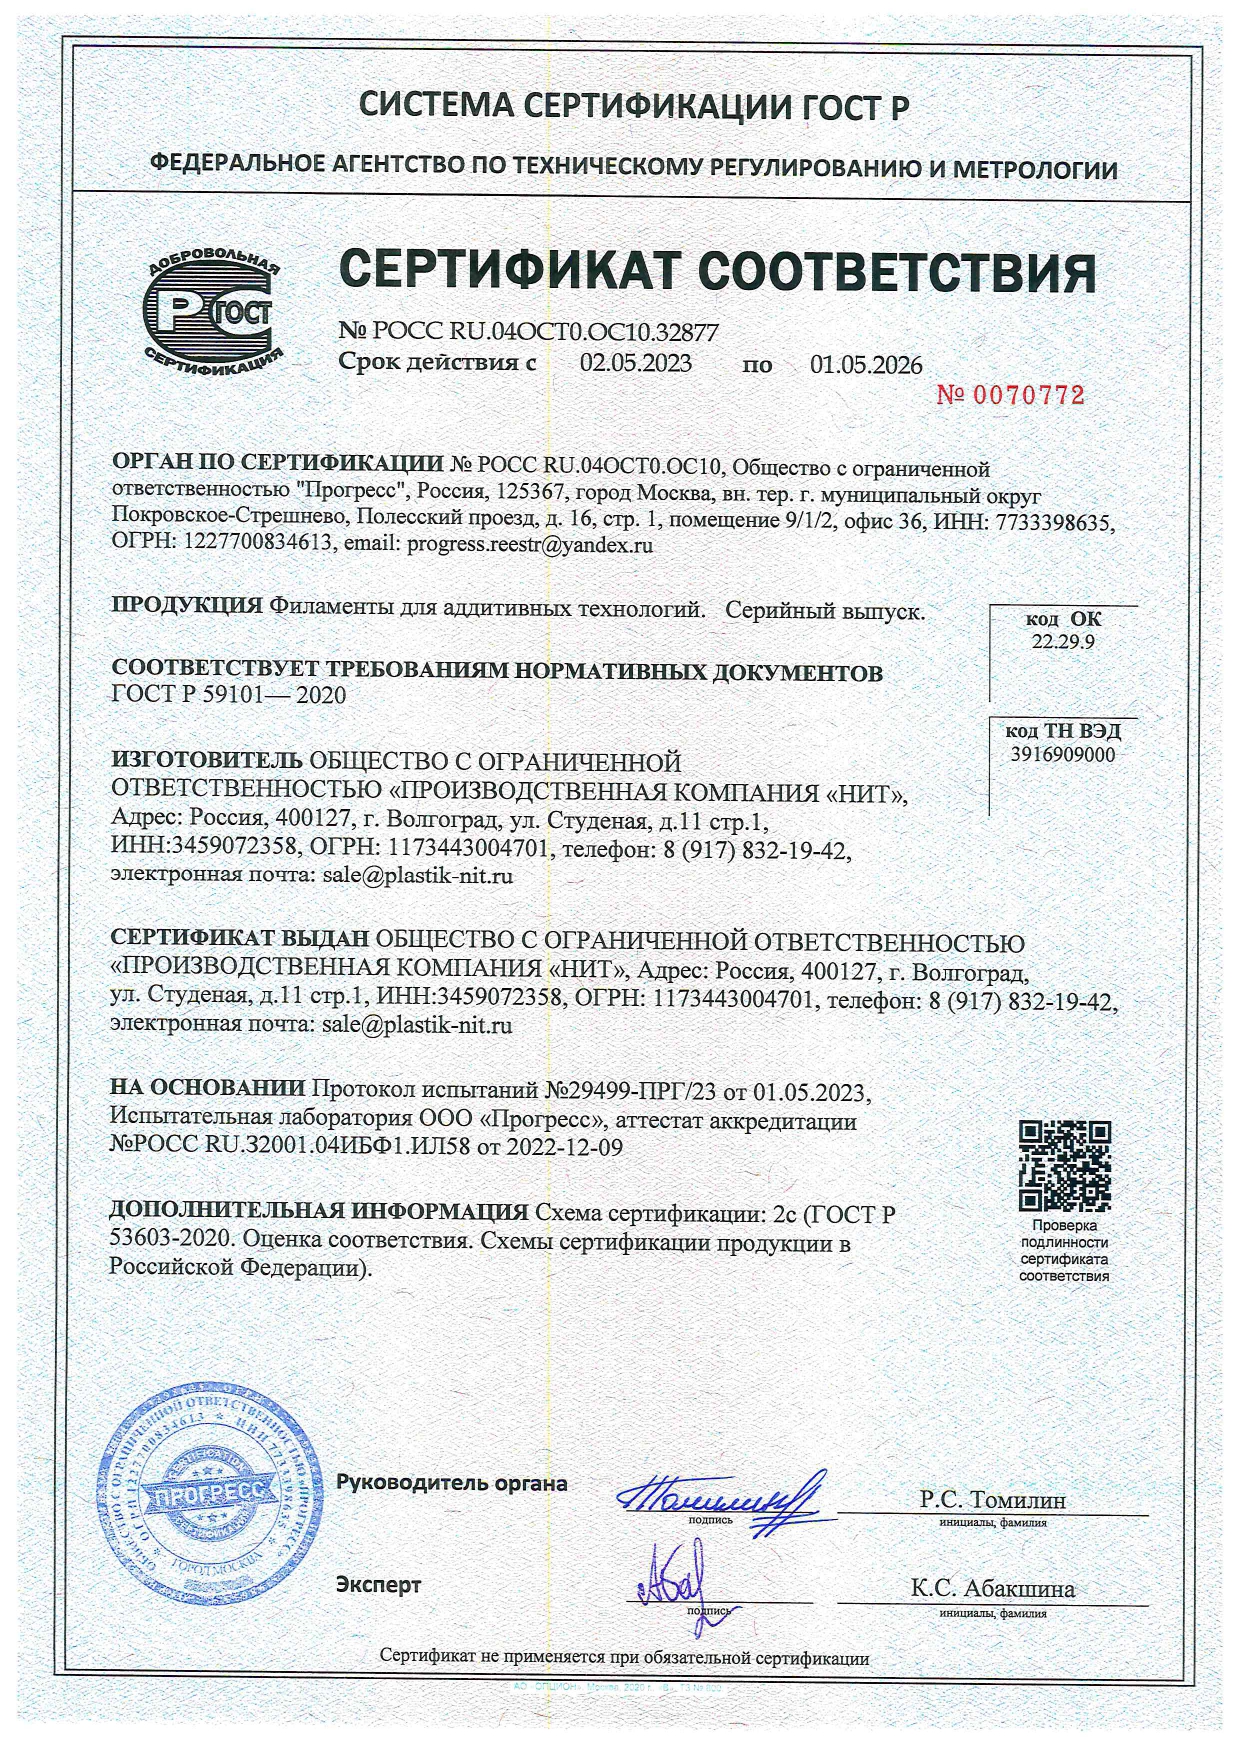 СИСТЕМА СЕРТИФИКАЦИИ ГОСТ Р
ФЕДЕРАЛЬНОЕ АГЕНТСТВО ПО ТЕХНИЧЕСКОМУ РЕГУЛИРОВАНИЮ И МЕТРОЛОГИИ
ДОБРОВОЛЬНАЯ
РС ГОСТ
СЕРТИФИКАЦИЯ
СЕРТИФИКАТ СООТВЕТСТВИЯ
№ РОСС RU.04ОСТ0.ОС10.32877
Срок действия с 02.05.2023 по 01.05.2026
№ 0070772
ОРГАН ПО СЕРТИФИКАЦИИ № РОСС RU.04ОСТ0.ОС10, Общество с ограниченной
ответственностью "Прогресс", Россия, 125367, город Москва, вн. тер. г. муниципальный округ
Покровское-Стрешнево, Полесский проезд, д. 16, стр. 1, помещение 9/1/2, офис 36, ИНН: 7733398635,
ОГРН: 1227700834613, email: progress.reestr@yandex.ru
ПРОДУКЦИЯ Филаменты для аддитивных технологий. Серийный выпуск.
код ОК
22.29.9
СООТВЕТСТВУЕТ ТРЕБОВАНИЯМ НОРМАТИВНЫХ ДОКУМЕНТОВ
ГОСТ Р 59101— 2020
код ТН ВЭД
3916909000
ИЗГОТОВИТЕЛЬ ОБЩЕСТВО С ОГРАНИЧЕННОЙ
ОТВЕТСТВЕННОСТЬЮ «ПРОИЗВОДСТВЕННАЯ КОМПАНИЯ «НИТ»,
Адрес: Россия, 400127, г. Волгоград, ул. Студеная, д.11 стр.1,
ИНН:3459072358, ОГРН: 1173443004701, телефон: 8 (917) 832-19-42,
электронная почта: sale@plastik-nit.ru
СЕРТИФИКАТ ВЫДАН ОБЩЕСТВО С ОГРАНИЧЕННОЙ ОТВЕТСТВЕННОСТЬЮ
«ПРОИЗВОДСТВЕННАЯ КОМПАНИЯ «НИТ», Адрес: Россия, 400127, г. Волгоград,
ул. Студеная, д.11 стр.1, ИНН:3459072358, ОГРН: 1173443004701, телефон: 8 (917) 832-19-42,
электронная почта: sale@plastik-nit.ru
НА ОСНОВАНИИ Протокол испытаний №29499-ПРГ/23 от 01.05.2023,
Испытательная лаборатория ООО «Прогресс», аттестат аккредитации
№РОСС RU.32001.04ИБФ1.ИЛ58 от 2022-12-09
ДОПОЛНИТЕЛЬНАЯ ИНФОРМАЦИЯ Схема сертификации: 2с (ГОСТ Р
53603-2020. Оценка соответствия. Схемы сертификации продукции в
Российской Федерации).
Проверка
подлинности
сертификата
соответствия
ОБЩЕСТВО С ОГРАНИЧЕННОЙ ОТВЕТСТВЕННОСТЬЮ «ПРОГРЕСС»
ОГРН 1227700834613 * ИНН 7733398635 *
ПРОГРЕСС
ГОРОД МОСКВА
Руководитель органа
подпись
Р.С. Томилин
инициалы, фамилия
Эксперт
подпись
К.С. Абакшина
инициалы, фамилия
Сертификат не применяется при обязательной сертификации
АО «ОПЦИОН», Москва, 2020 г.